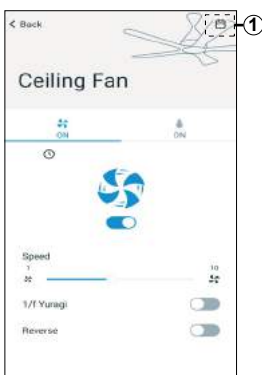 < Back
①
Ceiling Fan
ON ON
Speed
1 10
1/f Yuragi
Reverse